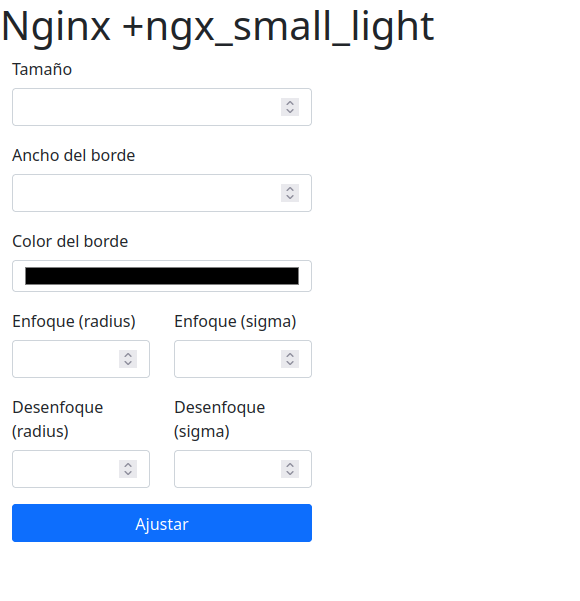 Nginx +ngx_small_light
Tamaño
Ancho del borde
Color del borde
Enfoque (radius)
Enfoque (sigma)
Desenfoque
(radius)
Desenfoque
(sigma)
Ajustar